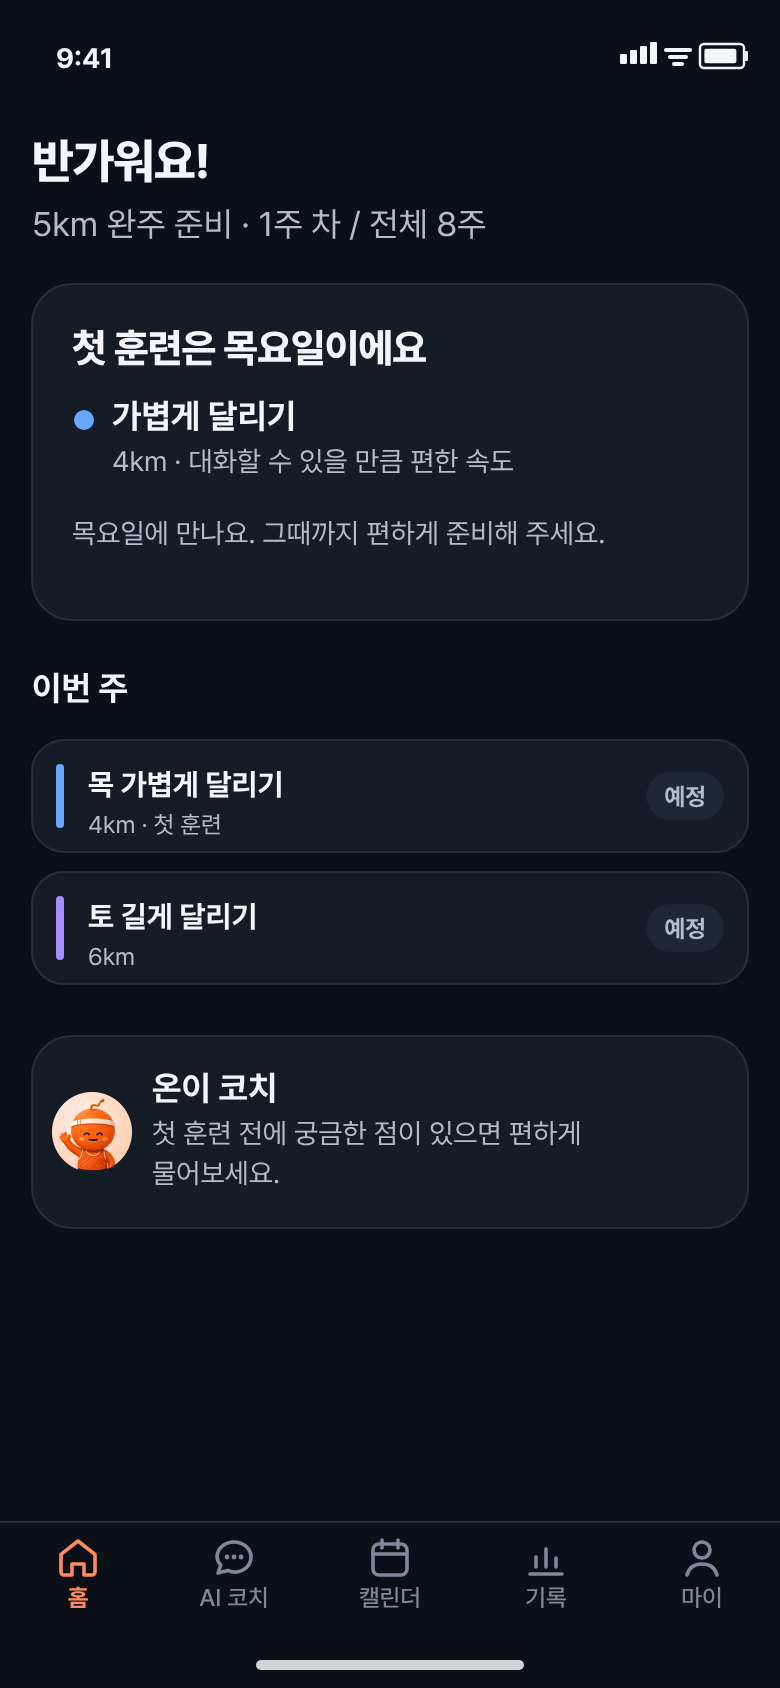 9:41
반가워요!
5km 완주 준비 · 1주 차 / 전체 8주
첫 훈련은 목요일이에요
가볍게 달리기
4km · 대화할 수 있을 만큼 편한 속도
목요일에 만나요. 그때까지 편하게 준비해 주세요.
이번 주
목 가볍게 달리기
4km · 첫 훈련
예정
토 길게 달리기
6km
예정
온이 코치
첫 훈련 전에 궁금한 점이 있으면 편하게
물어보세요.
홈
AI 코치
캘린더
기록
마이